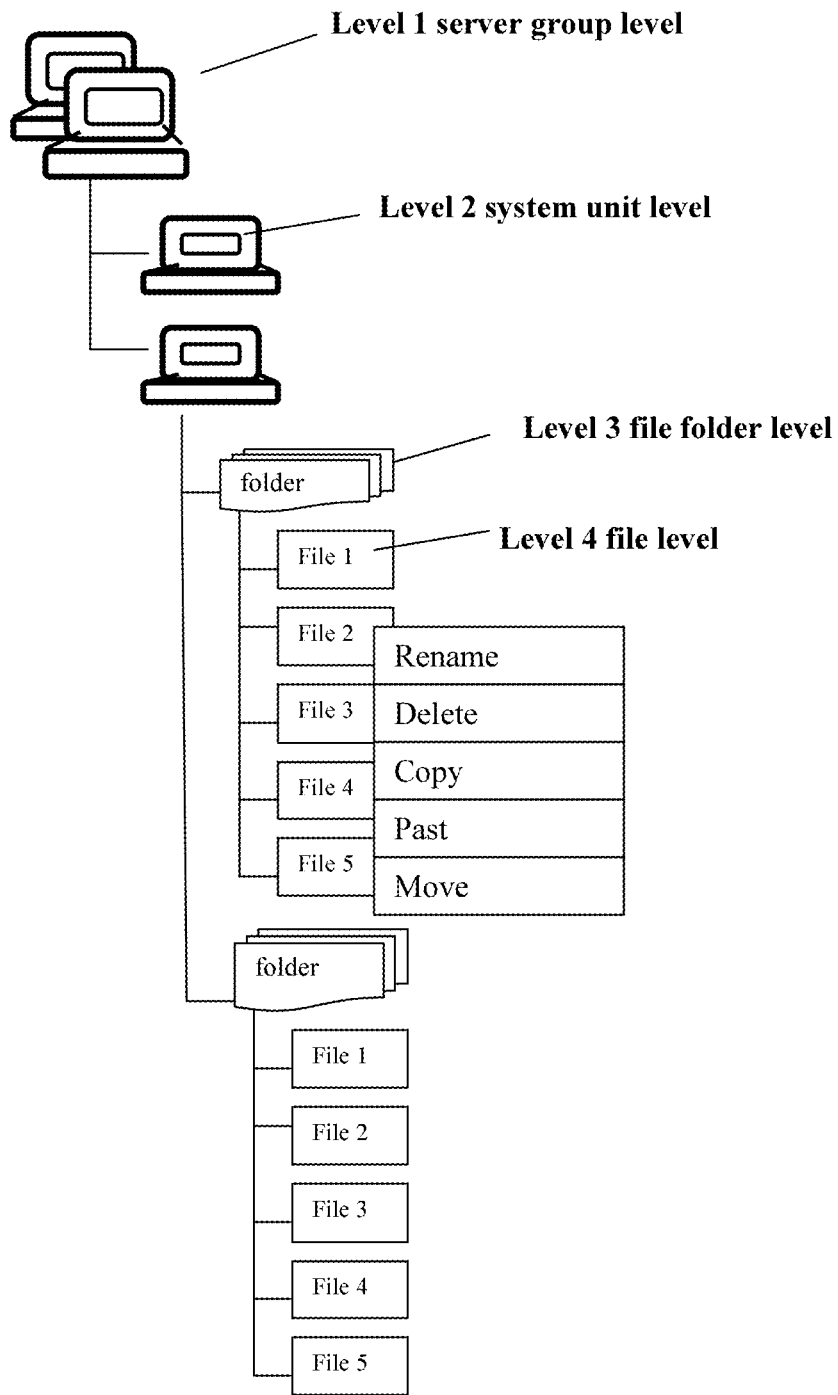 Level 1 server group level
Level 2 system unit level
Level 3 file folder level
folder
Level 4 file level
File 1
File 2
Rename
File 3
Delete
Copy
File 4
Past
File 5
Move
folder
File 1
File 2
File 3
File 4
File 5